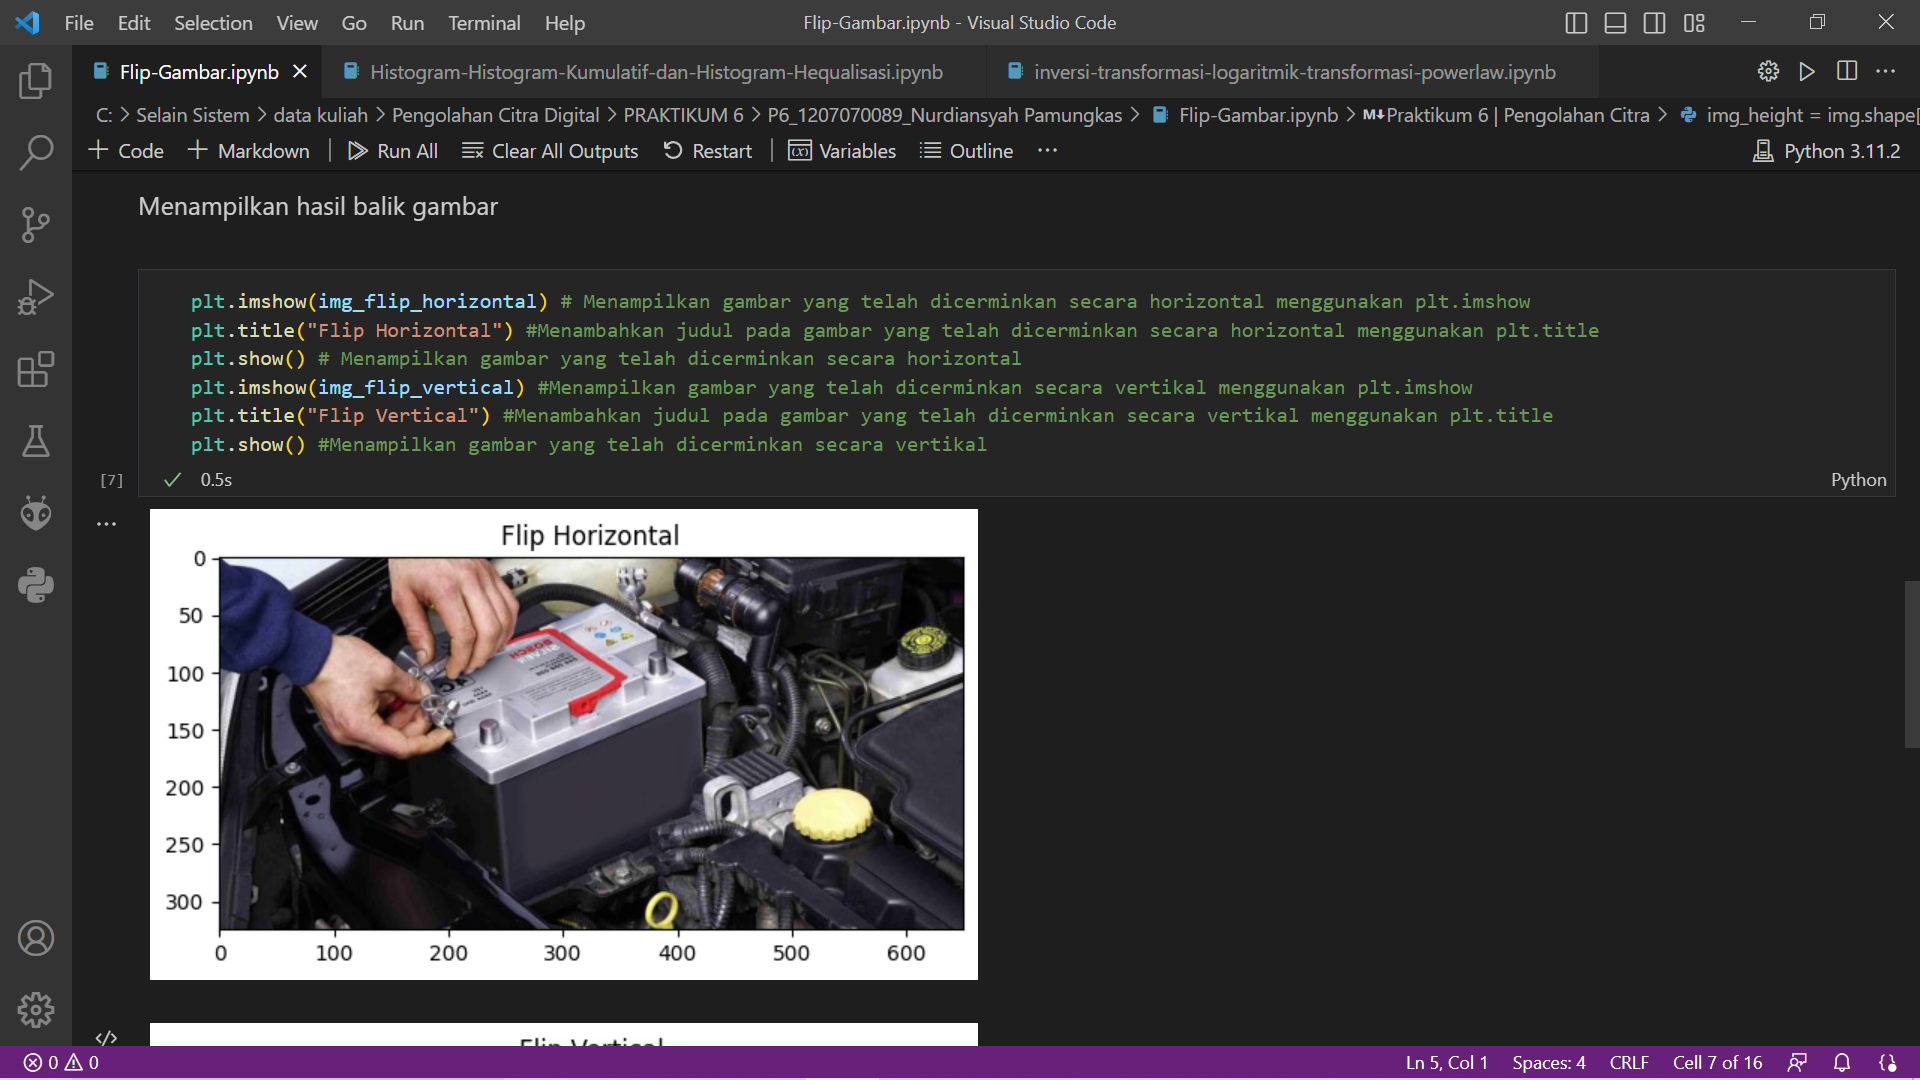 File Edit Selection View Go Run Terminal Help
Flip-Gambar.ipynb - Visual Studio Code
Flip-Gambar.ipynb
Histogram-Histogram-Kumulatif-dan-Histogram-Hequalisasi.ipynb
inversi-transformasi-logaritmik-transformasi-powerlaw.ipynb
C: > Selain Sistem > data kuliah > Pengolahan Citra Digital > PRAKTIKUM 6 > P6_1207070089_Nurdiansyah Pamungkas > Flip-Gambar.ipynb > M↓Praktikum 6 | Pengolahan Citra > img_height = img.shape[
+ Code + Markdown | Run All Clear All Outputs Restart | Variables Outline ... Python 3.11.2
Menampilkan hasil balik gambar
plt.imshow(img_flip_horizontal) # Menampilkan gambar yang telah dicerminkan secara horizontal menggunakan plt.imshow
plt.title("Flip Horizontal") #Menambahkan judul pada gambar yang telah dicerminkan secara horizontal menggunakan plt.title
plt.show() # Menampilkan gambar yang telah dicerminkan secara horizontal
plt.imshow(img_flip_vertical) #Menampilkan gambar yang telah dicerminkan secara vertikal menggunakan plt.imshow
plt.title("Flip Vertical") #Menambahkan judul pada gambar yang telah dicerminkan secara vertikal menggunakan plt.title
plt.show() #Menampilkan gambar yang telah dicerminkan secara vertikal
[7] ✓ 0.5s Python
Flip Horizontal
0
50
100
150
200
250
300
0 100 200 300 400 500 600
BOSCH
Flip Vertical
0 0
Ln 5, Col 1 Spaces: 4 CRLF Cell 7 of 16